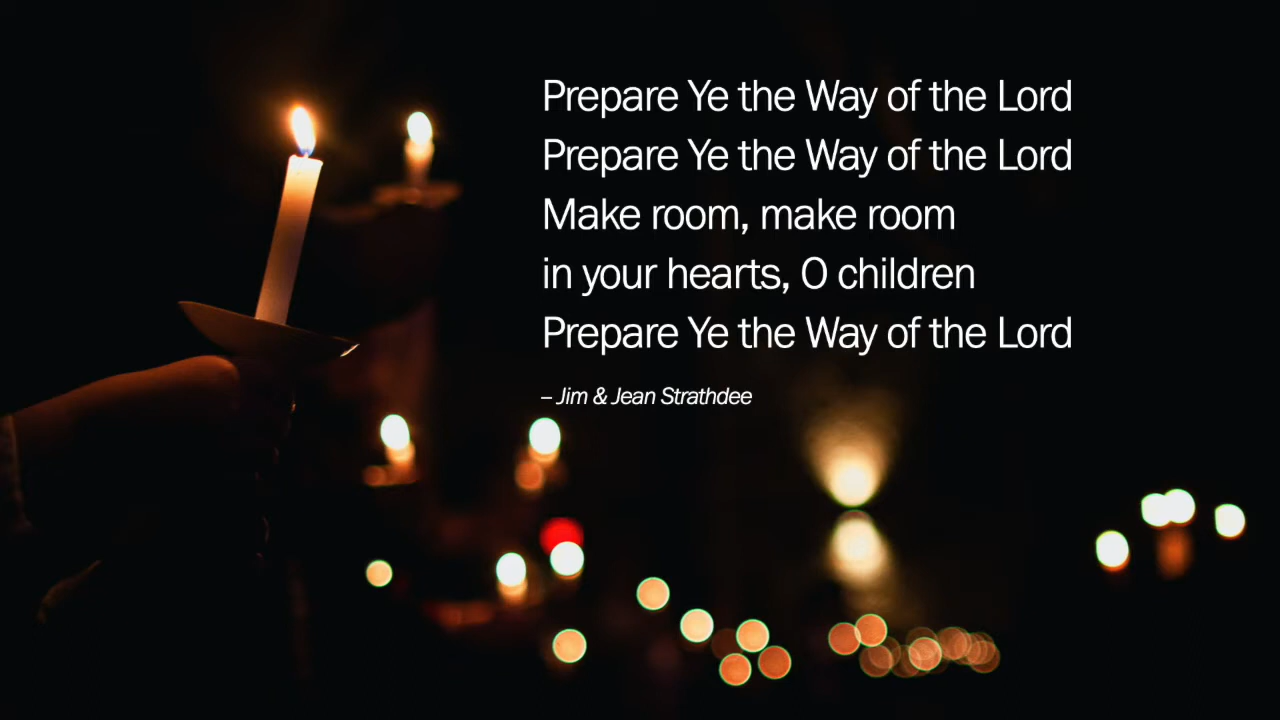 Prepare Ye the Way of the Lord
Prepare Ye the Way of the Lord
Make room, make room
in your hearts, O children
Prepare Ye the Way of the Lord
– Jim & Jean Strathdee